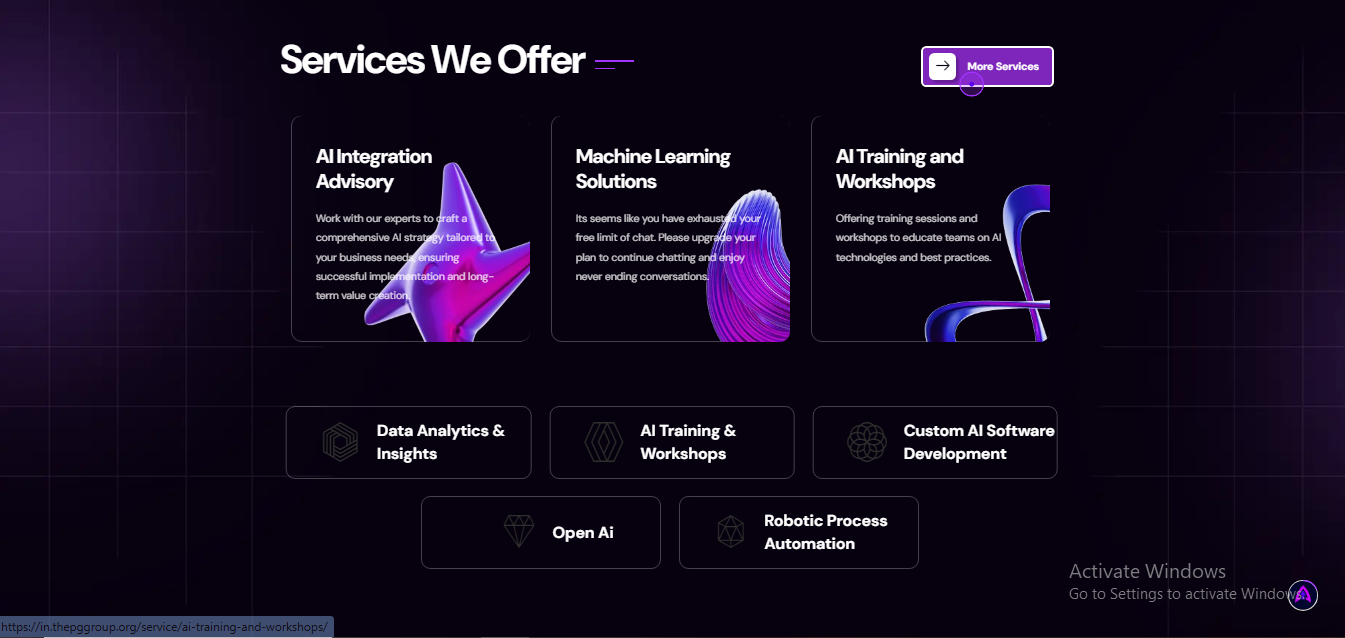 Services We Offer
More Services
AI Integration
Advisory
Work with our experts to craft a
comprehensive AI strategy tailored to
your business needs, ensuring
successful implementation and long-
term value creation.
Machine Learning
Solutions
Its seems like you have exhausted your
free limit of chat. Please upgrade your
plan to continue chatting and enjoy
never ending conversations.
AI Training and
Workshops
Offering training sessions and
workshops to educate teams on AI
technologies and best practices.
Data Analytics &
Insights
AI Training &
Workshops
Custom AI Software
Development
Open Ai
Robotic Process
Automation
Activate Windows
Go to Settings to activate Windows.
https://in.thepggroup.org/service/ai-training-and-workshops/